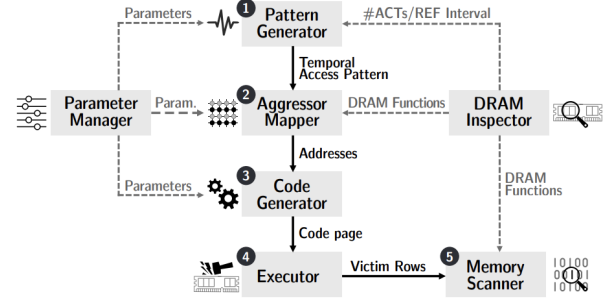 Parameters
1
Pattern
Generator
#ACTs/REF Interval
Temporal
Access Pattern
Parameter
Manager
Param.
2
Aggressor
Mapper
DRAM Functions
DRAM
Inspector
Addresses
Parameters
3
Code
Generator
DRAM
Functions
Code page
4
Executor
Victim Rows
5
Memory
Scanner
10100